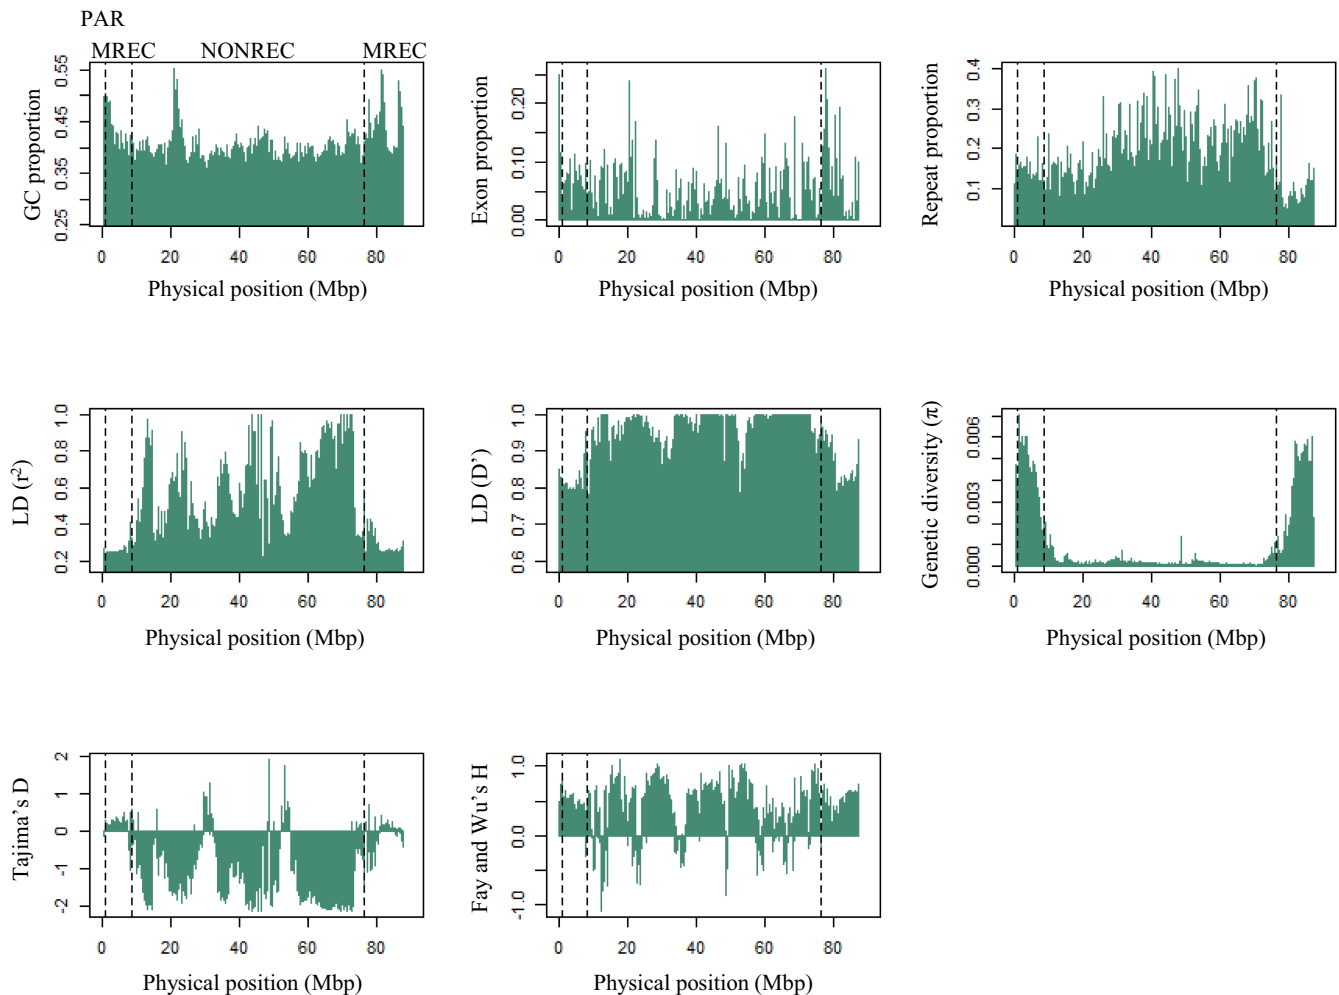 PAR
MREC NONREC MREC
GC proportion
0.25 0.35 0.45 0.55
0 20 40 60 80
Physical position (Mbp)
Exon proportion
0.00 0.10 0.20
0 20 40 60 80
Physical position (Mbp)
Repeat proportion
0.1 0.2 0.3 0.4
0 20 40 60 80
Physical position (Mbp)
LD (r²)
0.2 0.4 0.6 0.8 1.0
0 20 40 60 80
Physical position (Mbp)
LD (D’)
0.6 0.7 0.8 0.9 1.0
0 20 40 60 80
Physical position (Mbp)
Genetic diversity (π)
0.000 0.003 0.006
0 20 40 60 80
Physical position (Mbp)
Tajima’s D
-2 -1 0 1 2
0 20 40 60 80
Physical position (Mbp)
Fay and Wu’s H
-1.0 0.0 1.0
0 20 40 60 80
Physical position (Mbp)